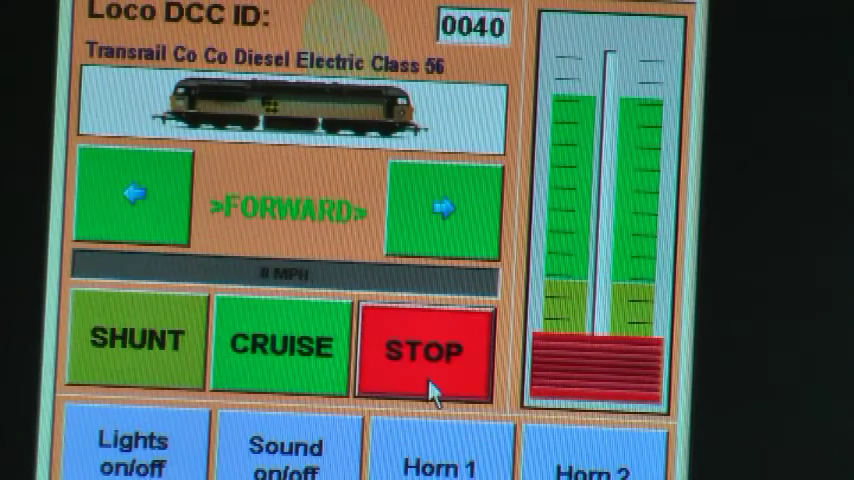 Loco DCC ID:
0040
Transrail Co Co Diesel Electric Class 56
>FORWARD>
0 MPH
SHUNT
CRUISE
STOP
Lights
on/off
Sound
on/off
Horn 1
Horn 2